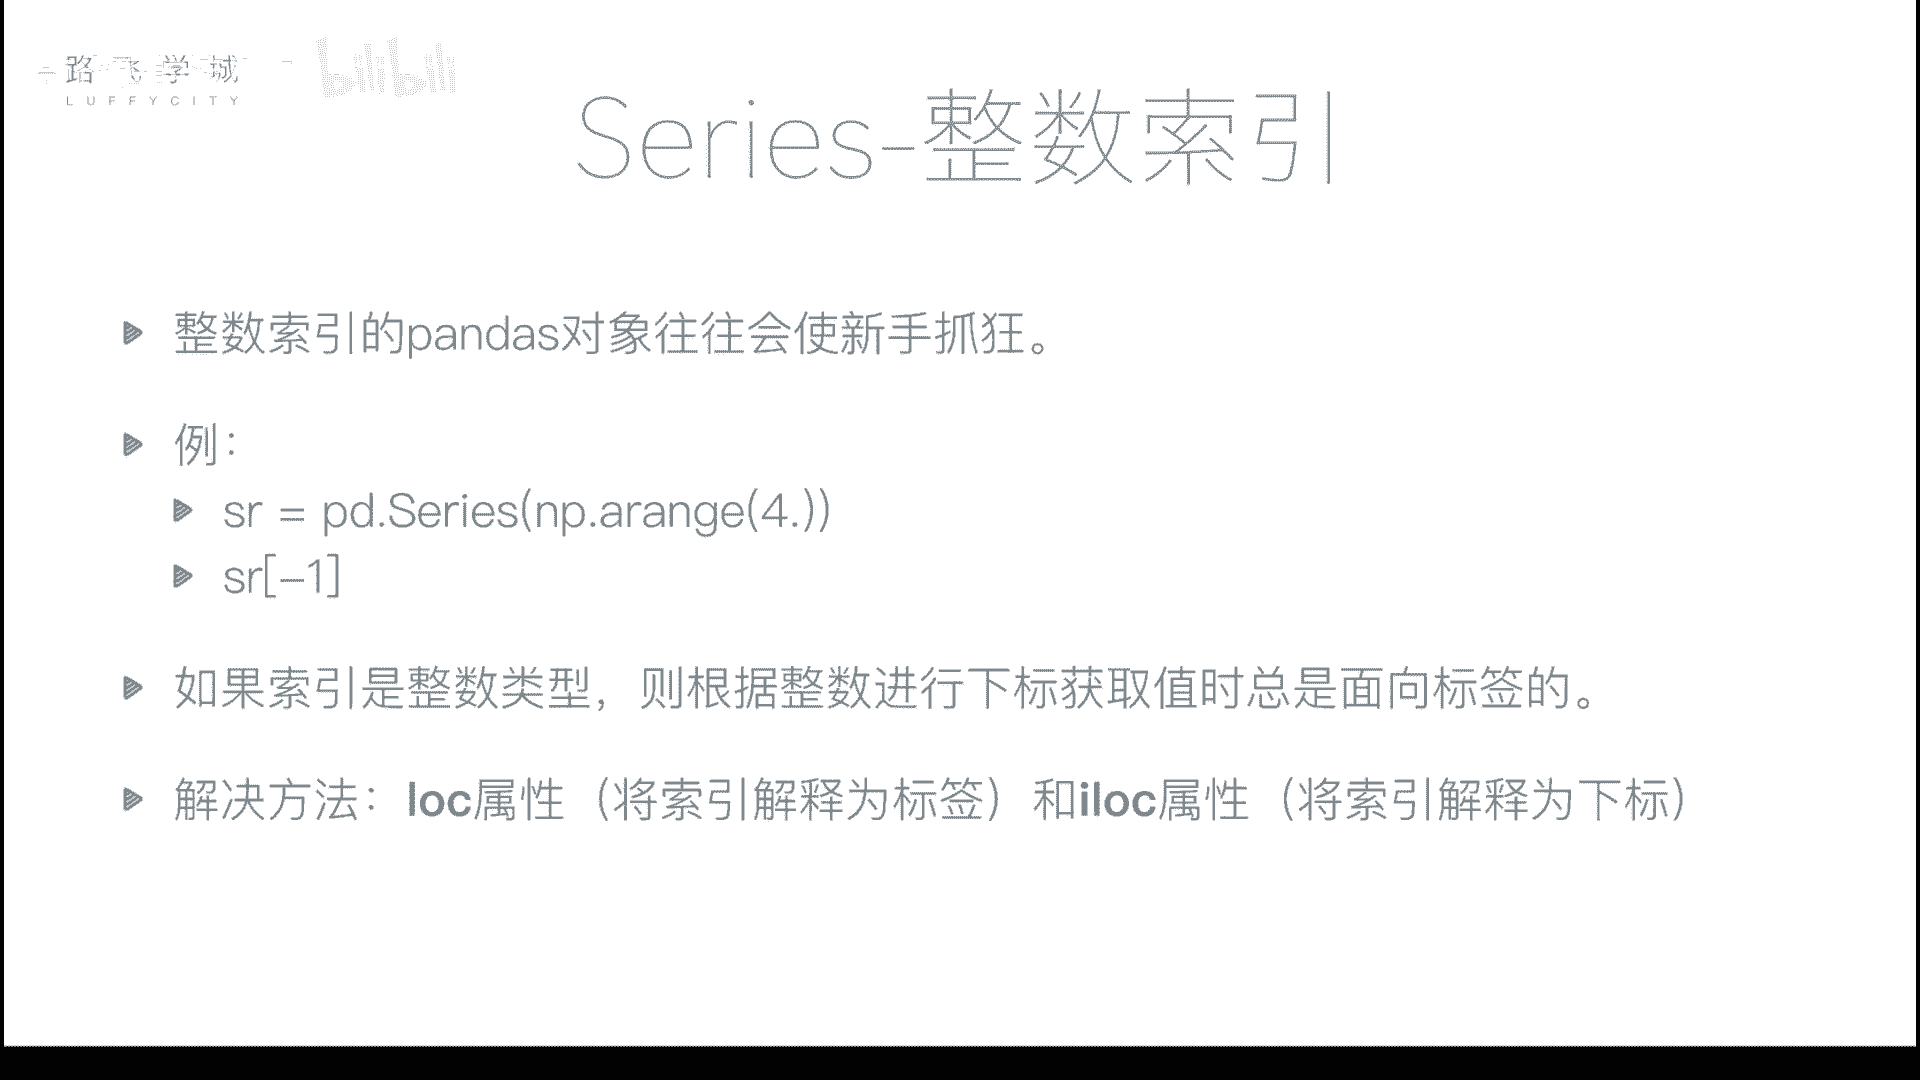 路飞学城
LUFFYCITY
bilibili
Series-整数索引
整数索引的pandas对象往往会使新手抓狂。
例：
sr = pd.Series(np.arange(4.))
sr[-1]
如果索引是整数类型，则根据整数进行下标获取值时总是面向标签的。
解决方法：loc属性（将索引解释为标签）和iloc属性（将索引解释为下标）